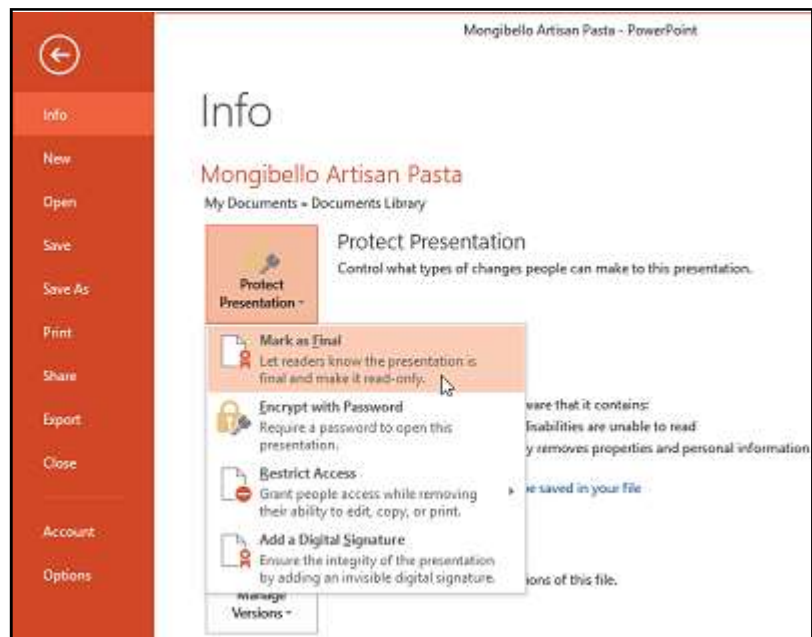 Mongibello Artisan Pasta - PowerPoint
Info
New
Open
Save
Save As
Print
Share
Export
Close
Account
Options
Info
Mongibello Artisan Pasta
My Documents » Documents Library
Protect
Presentation
Protect Presentation
Control what types of changes people can make to this presentation.
Mark as Final
Let readers know the presentation is
final and make it read-only.
Encrypt with Password
Require a password to open this
presentation.
Restrict Access
Grant people access while removing
their ability to edit, copy, or print.
Add a Digital Signature
Ensure the integrity of the presentation
by adding an invisible digital signature.
ware that it contains:
isabilities are unable to read
y removes properties and personal information
be saved in your file
ions of this file.
Manage
Versions